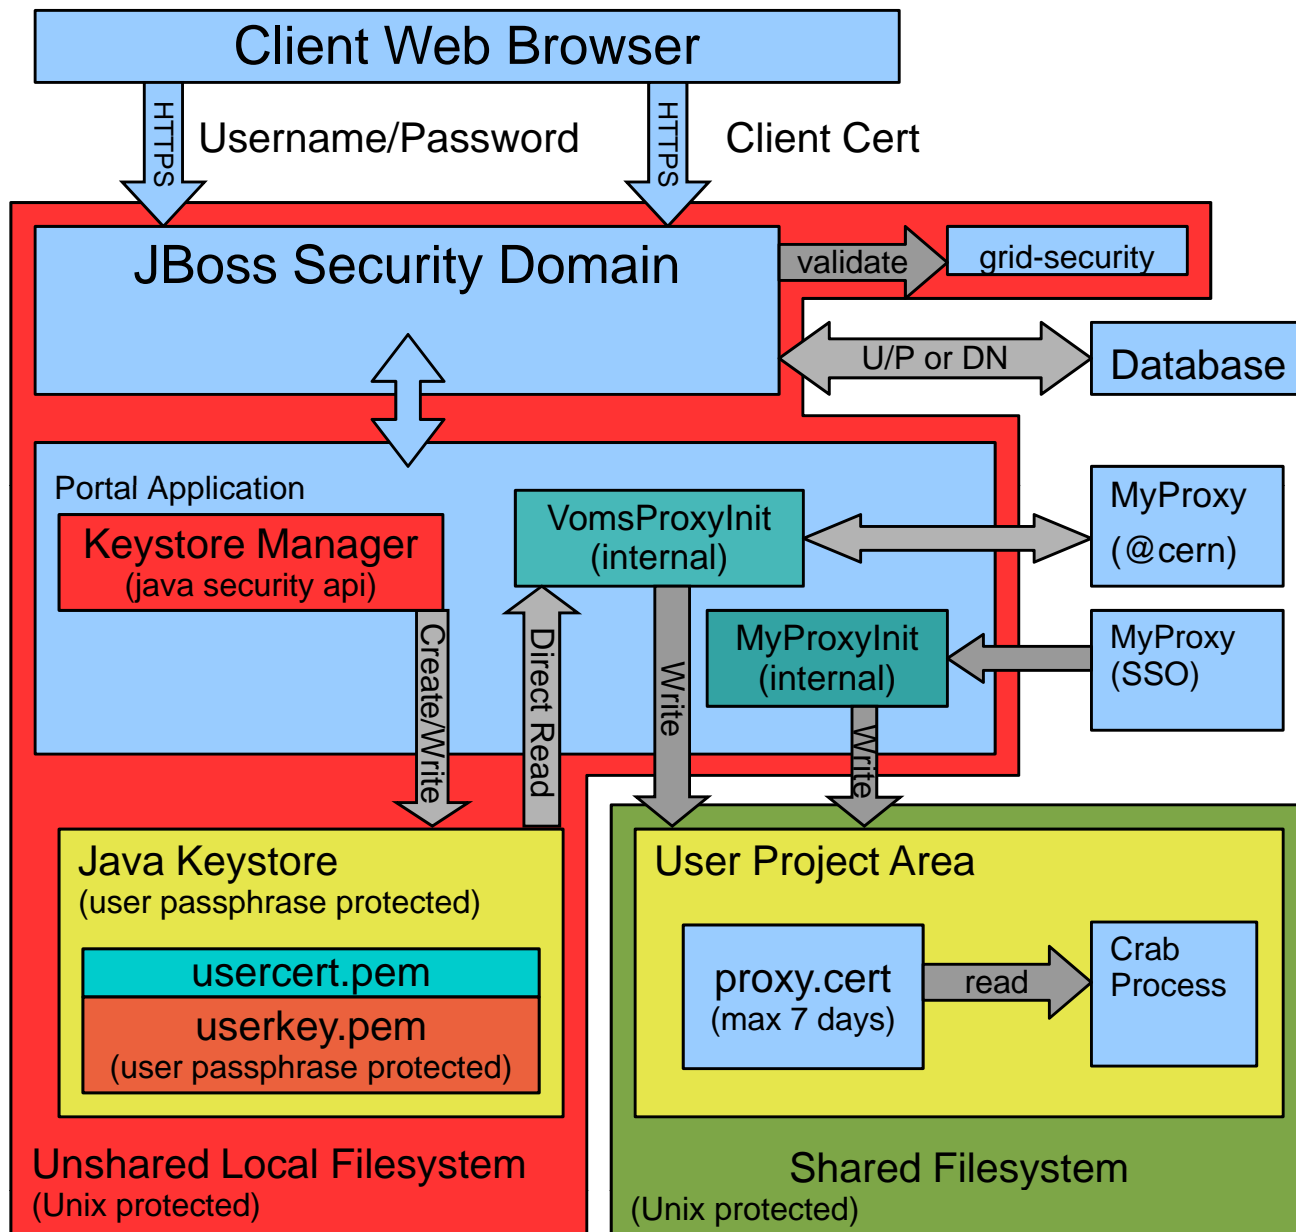 Client Web Browser
HTTPS
Username/Password
HTTPS
Client Cert
JBoss Security Domain
validate
grid-security
U/P or DN
Database
Portal Application
Keystore Manager
(java security api)
VomsProxyInit
(internal)
MyProxy
(@cern)
MyProxyInit
(internal)
MyProxy
(SSO)
Create/Write
Direct Read
Write
Write
Java Keystore
(user passphrase protected)
usercert.pem
userkey.pem
(user passphrase protected)
User Project Area
proxy.cert
(max 7 days)
read
Crab
Process
Unshared Local Filesystem
(Unix protected)
Shared Filesystem
(Unix protected)